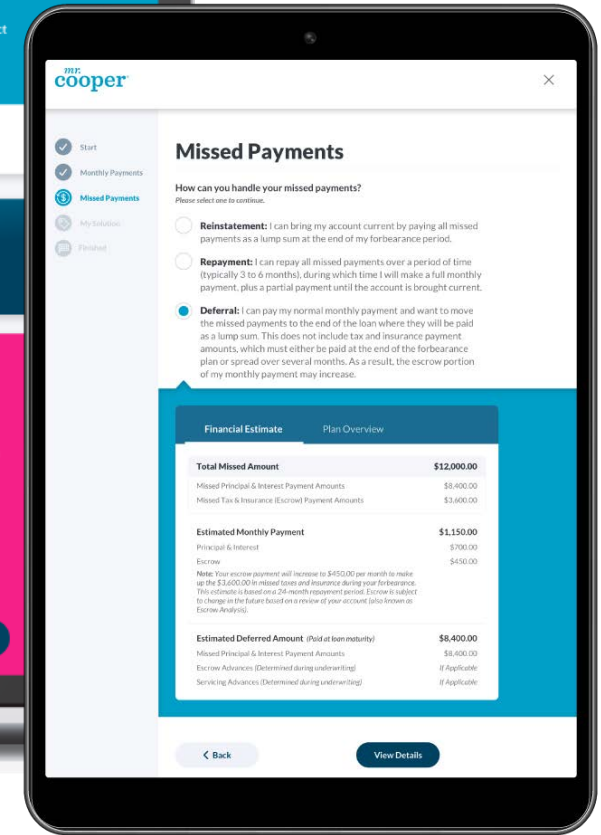 ct
mr.
cooper
×
Start
Monthly Payments
Missed Payments
My Solution
Finished
Missed Payments
How can you handle your missed payments?
Please select one to continue.
Reinstatement: I can bring my account current by paying all missed
payments as a lump sum at the end of my forbearance period.
Repayment: I can repay all missed payments over a period of time
(typically 3 to 6 months), during which time I will make a full monthly
payment, plus a partial payment until the account is brought current.
Deferral: I can pay my normal monthly payment and want to move
the missed payments to the end of the loan where they will be paid
as a lump sum. This does not include tax and insurance payment
amounts, which must either be paid at the end of the forbearance
plan or spread over several months. As a result, the escrow portion
of my monthly payment may increase.
Financial Estimate Plan Overview
Total Missed Amount $12,000.00
Missed Principal & Interest Payment Amounts $8,400.00
Missed Tax & Insurance (Escrow) Payment Amounts $3,600.00
Estimated Monthly Payment $1,150.00
Principal & Interest $700.00
Escrow $450.00
Note: Your escrow payment will increase to $450.00 per month to make
up the $3,600.00 in missed taxes and insurance during your forbearance.
This estimate is based on a 24-month repayment period. Escrow is subject
to change in the future based on a review of your account (also known as
Escrow Analysis).
Estimated Deferred Amount (Paid at loan maturity) $8,400.00
Missed Principal & Interest Payment Amounts $8,400.00
Escrow Advances (Determined during underwriting) If Applicable
Servicing Advances (Determined during underwriting) If Applicable
< Back View Details